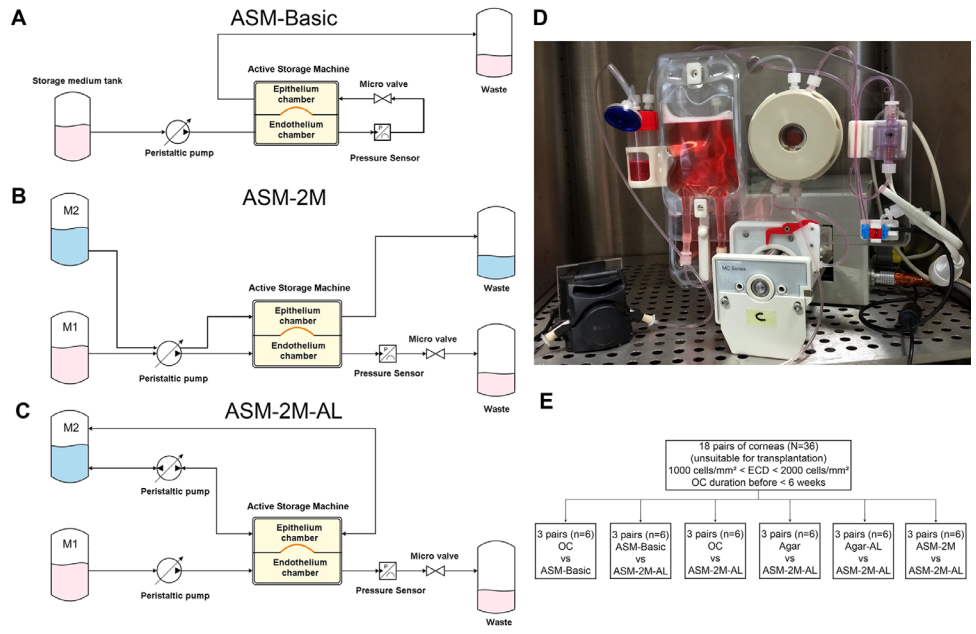 A
ASM-Basic
Storage medium tank
Active Storage Machine
Epithelium
chamber
Endothelium
chamber
Micro valve
P
Peristaltic pump
Pressure Sensor
Waste
B
ASM-2M
M2
Active Storage Machine
Epithelium
chamber
Endothelium
chamber
Waste
M1
Micro valve
P
Peristaltic pump
Pressure Sensor
Waste
C
ASM-2M-AL
M2
Peristaltic pump
Active Storage Machine
Epithelium
chamber
Endothelium
chamber
M1
Micro valve
P
Peristaltic pump
Pressure Sensor
Waste
D
MC Series
C
E
18 pairs of corneas (N=36)
(unsuitable for transplantation)
1000 cells/mm² < ECD < 2000 cells/mm²
OC duration before < 6 weeks
3 pairs (n=6)
OC
vs
ASM-Basic
3 pairs (n=6)
ASM-Basic
vs
ASM-2M-AL
3 pairs (n=6)
OC
vs
ASM-2M-AL
3 pairs (n=6)
Agar
vs
ASM-2M-AL
3 pairs (n=6)
Agar-AL
vs
ASM-2M-AL
3 pairs (n=6)
ASM-2M
vs
ASM-2M-AL